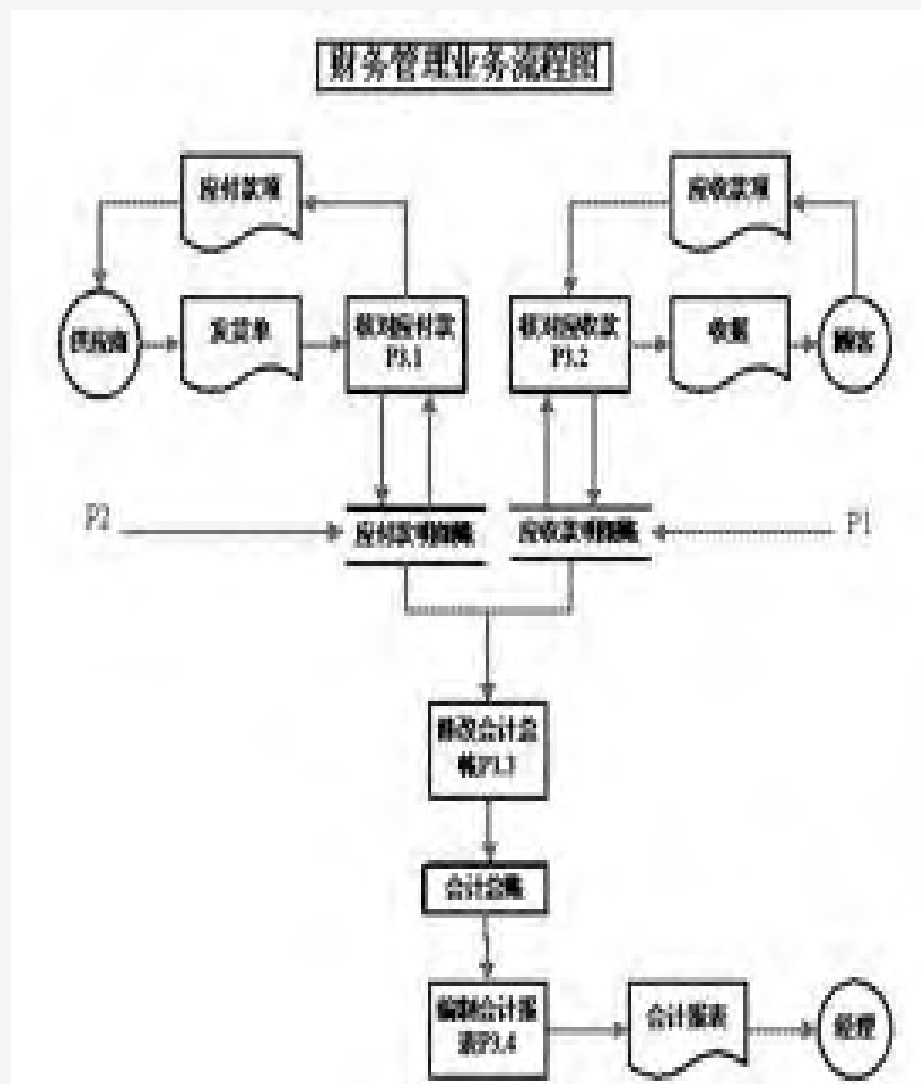 财务管理业务流程图
应付款项
应收款项
供应商
发货单
核对应付款
P3.1
核对应收款
P3.2
收据
顾客
P2
应付款明细账
应收款明细账
P1
修改会计总
帐P3.3
会计总账
编制会计报
表P3.4
会计报表
经理